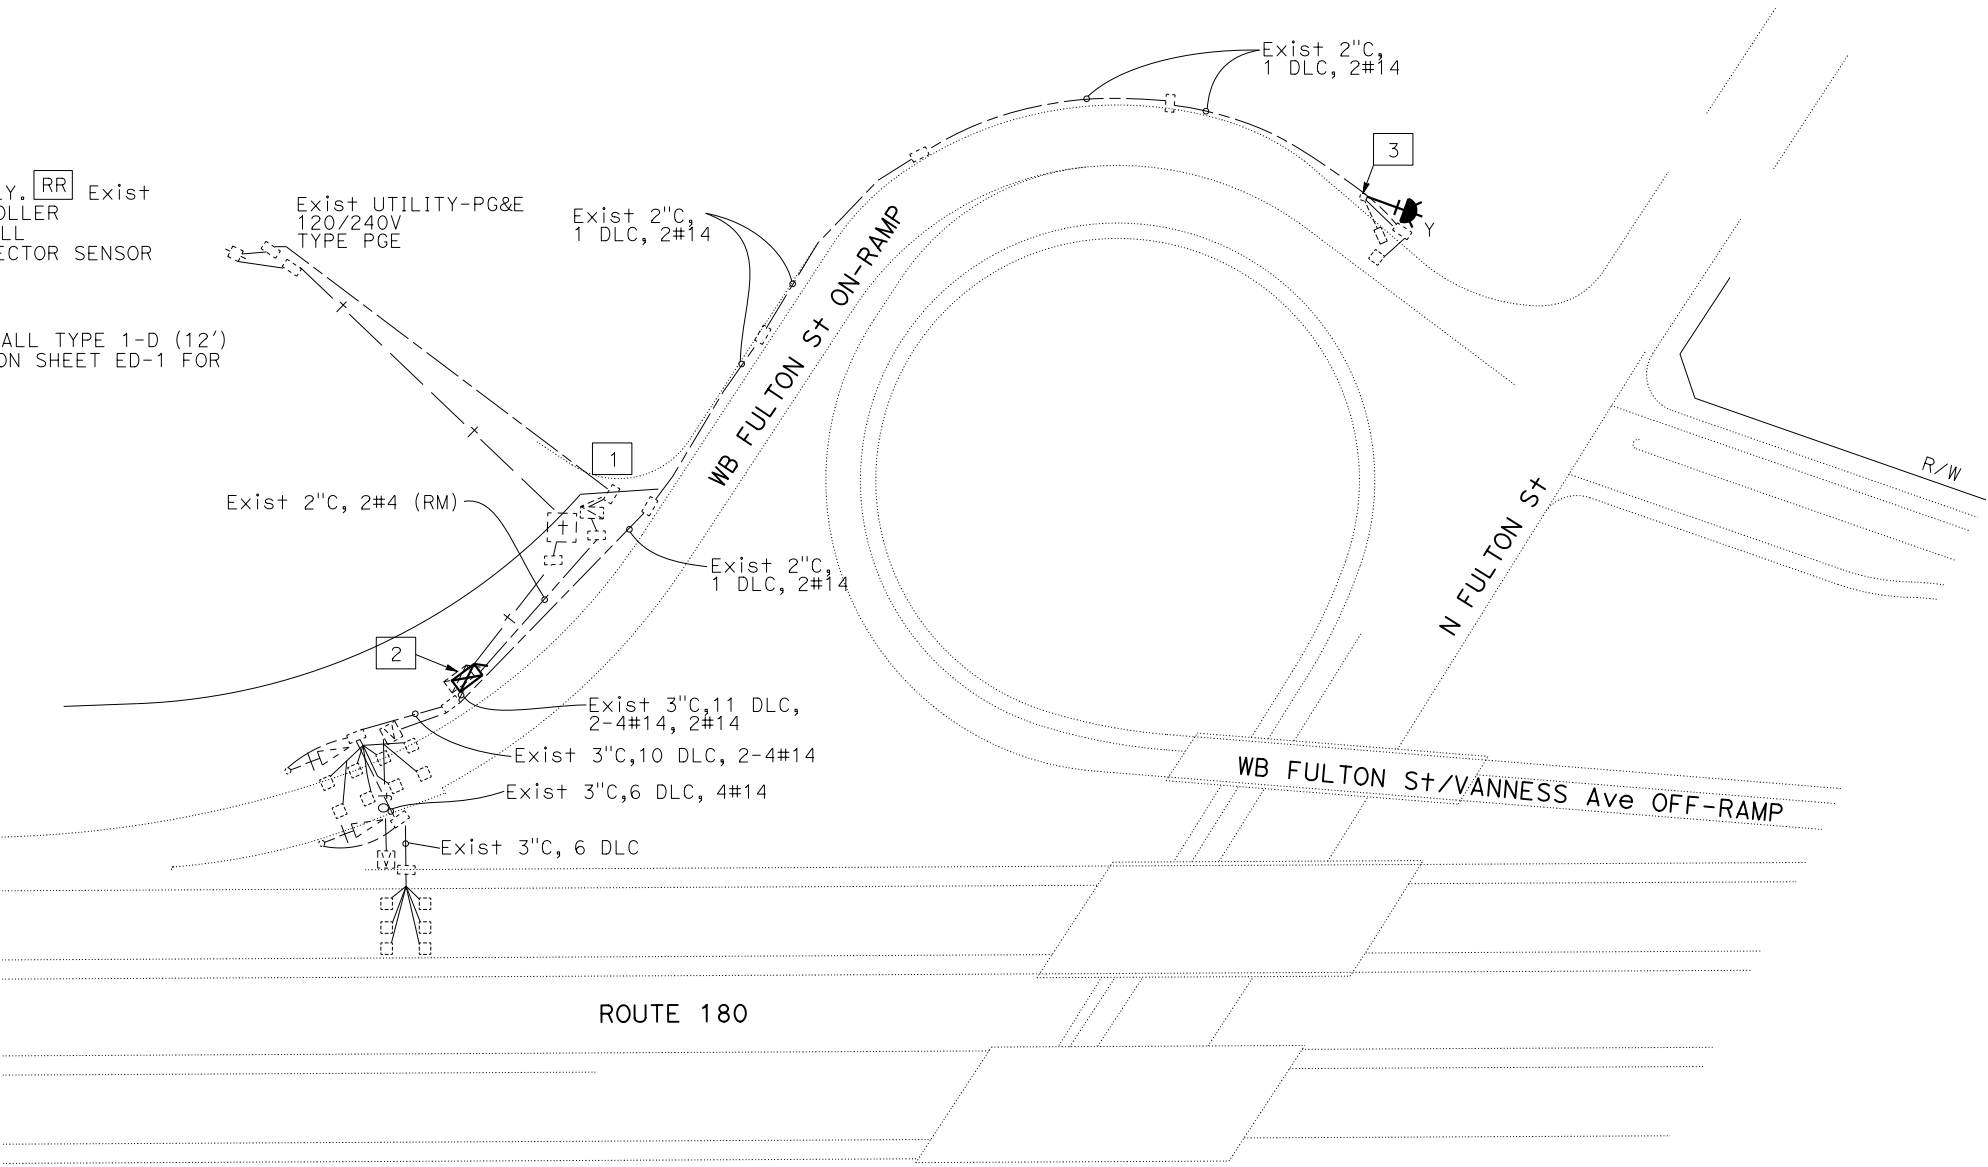 Exist 2"C,
1 DLC, 2#14
3
Y
RR Exist
LL
ECTOR SENSOR
ALL TYPE 1-D (12')
ON SHEET ED-1 FOR
Exist UTILITY-PG&E
120/240V
TYPE PGE
Exist 2"C,
1 DLC, 2#14
WB FULTON St ON-RAMP
1
Exist 2"C, 2#4 (RM)
Exist 2"C,
1 DLC, 2#14
2
Exist 3"C,11 DLC,
2-4#14, 2#14
Exist 3"C,10 DLC, 2-4#14
Exist 3"C,6 DLC, 4#14
Exist 3"C, 6 DLC
R/W
N FULTON St
WB FULTON St/VANNESS Ave OFF-RAMP
ROUTE 180